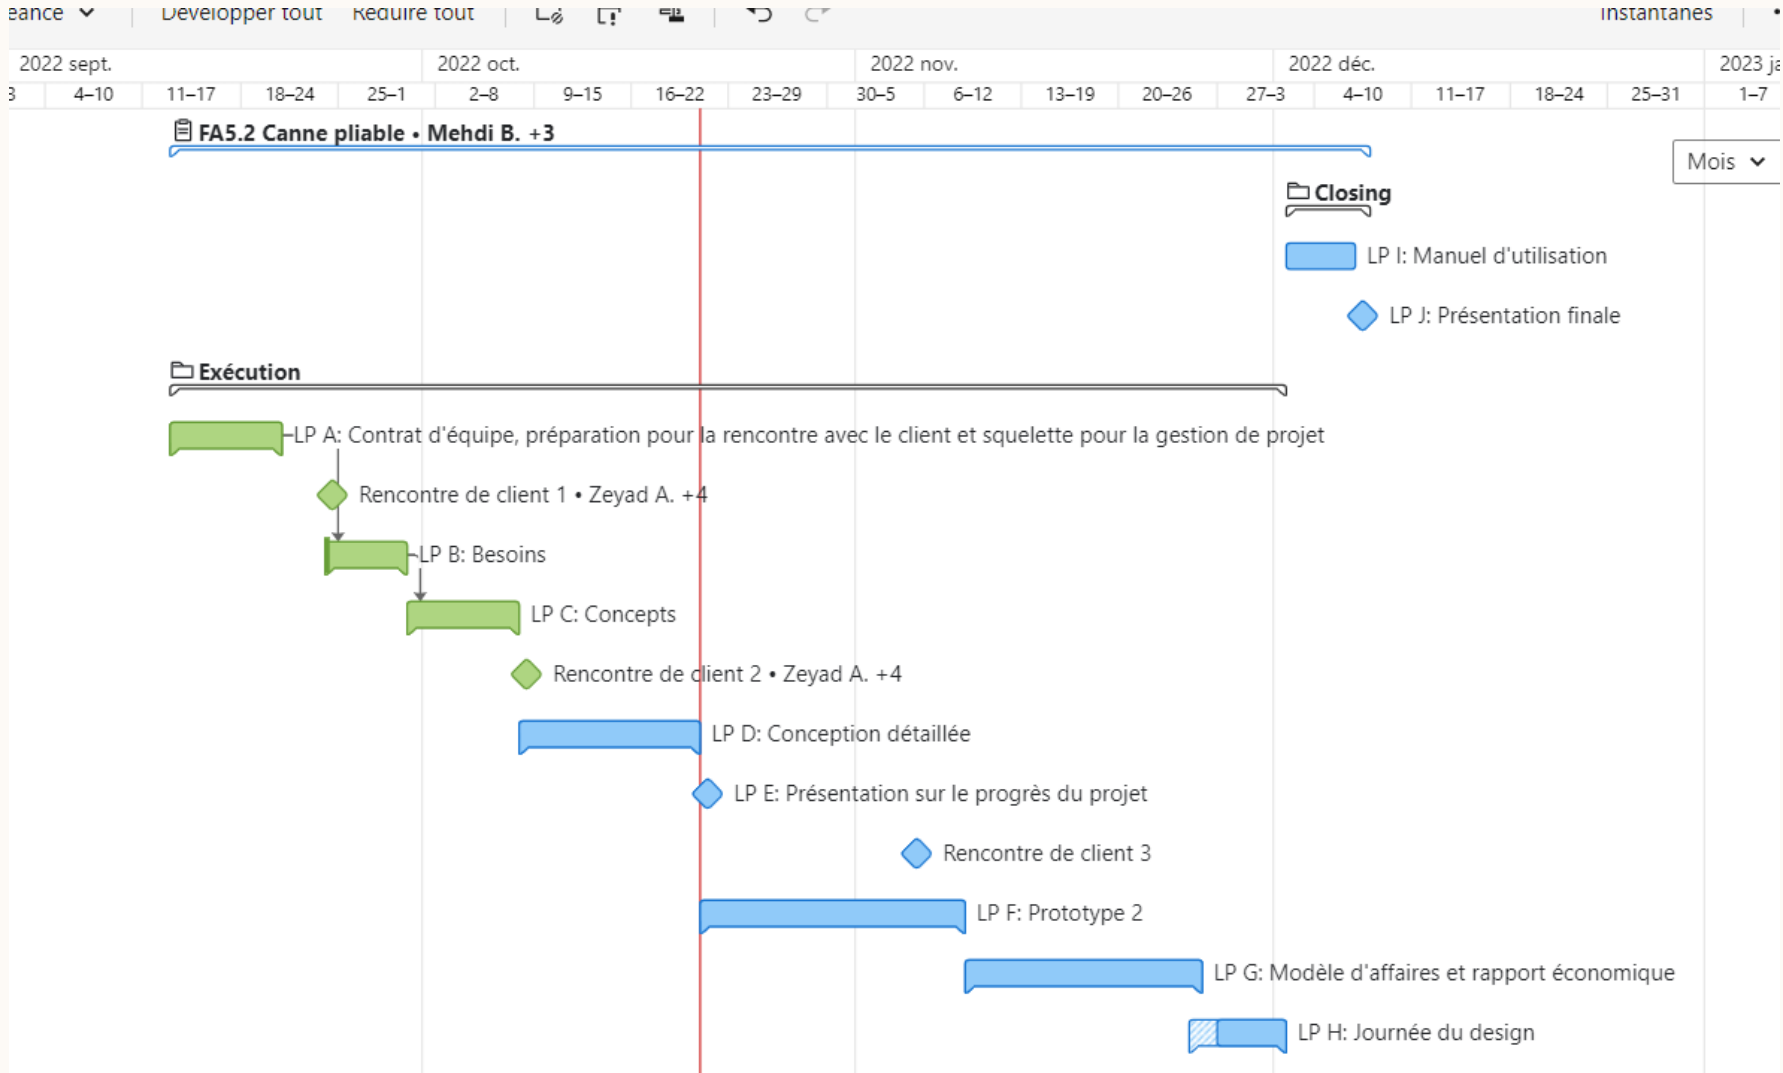 Développer tout Réduire tout Instantanés
2022 sept. 2022 oct. 2022 nov. 2022 déc. 2023
4–10 11–17 18–24 25–1 2–8 9–15 16–22 23–29 30–5 6–12 13–19 20–26 27–3 4–10 11–17 18–24 25–31 1–7
FA5.2 Canne pliable • Mehdi B. +3
Mois
Closing
LP I: Manuel d'utilisation
LP J: Présentation finale
Exécution
LP A: Contrat d'équipe, préparation pour la rencontre avec le client et squelette pour la gestion de projet
Rencontre de client 1 • Zeyad A. +4
LP B: Besoins
LP C: Concepts
Rencontre de client 2 • Zeyad A. +4
LP D: Conception détaillée
LP E: Présentation sur le progrès du projet
Rencontre de client 3
LP F: Prototype 2
LP G: Modèle d'affaires et rapport économique
LP H: Journée du design